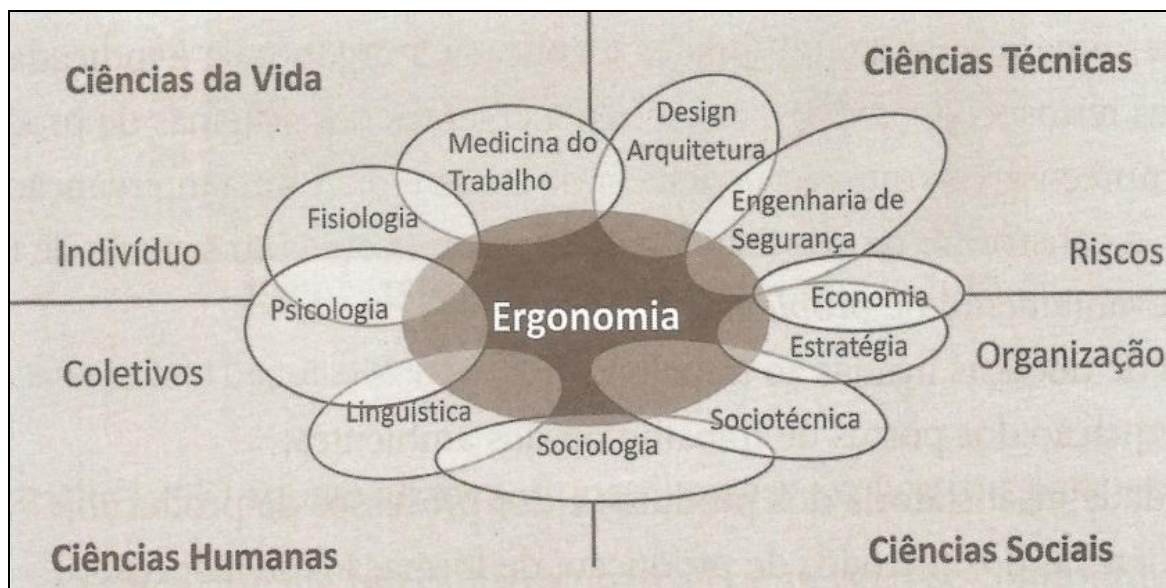 Ciências da Vida
Ciências Técnicas
Medicina do
Trabalho
Design
Arquitetura
Fisiologia
Engenharia de
Segurança
Indivíduo
Riscos
Psicologia
Ergonomia
Economia
Coletivos
Estratégia
Organização
Linguística
Sociologia
Sociotécnica
Ciências Humanas
Ciências Sociais